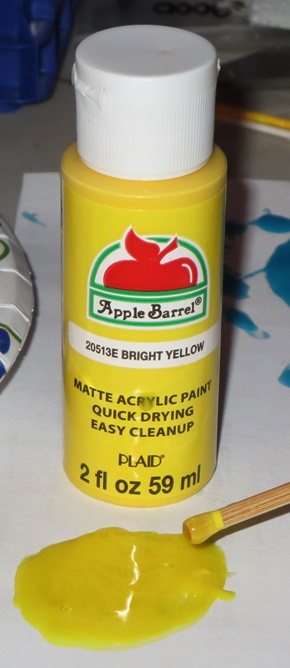 Apple Barrel®
20513E BRIGHT YELLOW
MATTE ACRYLIC PAINT
QUICK DRYING
EASY CLEANUP
PLAID®
2 fl oz 59 ml